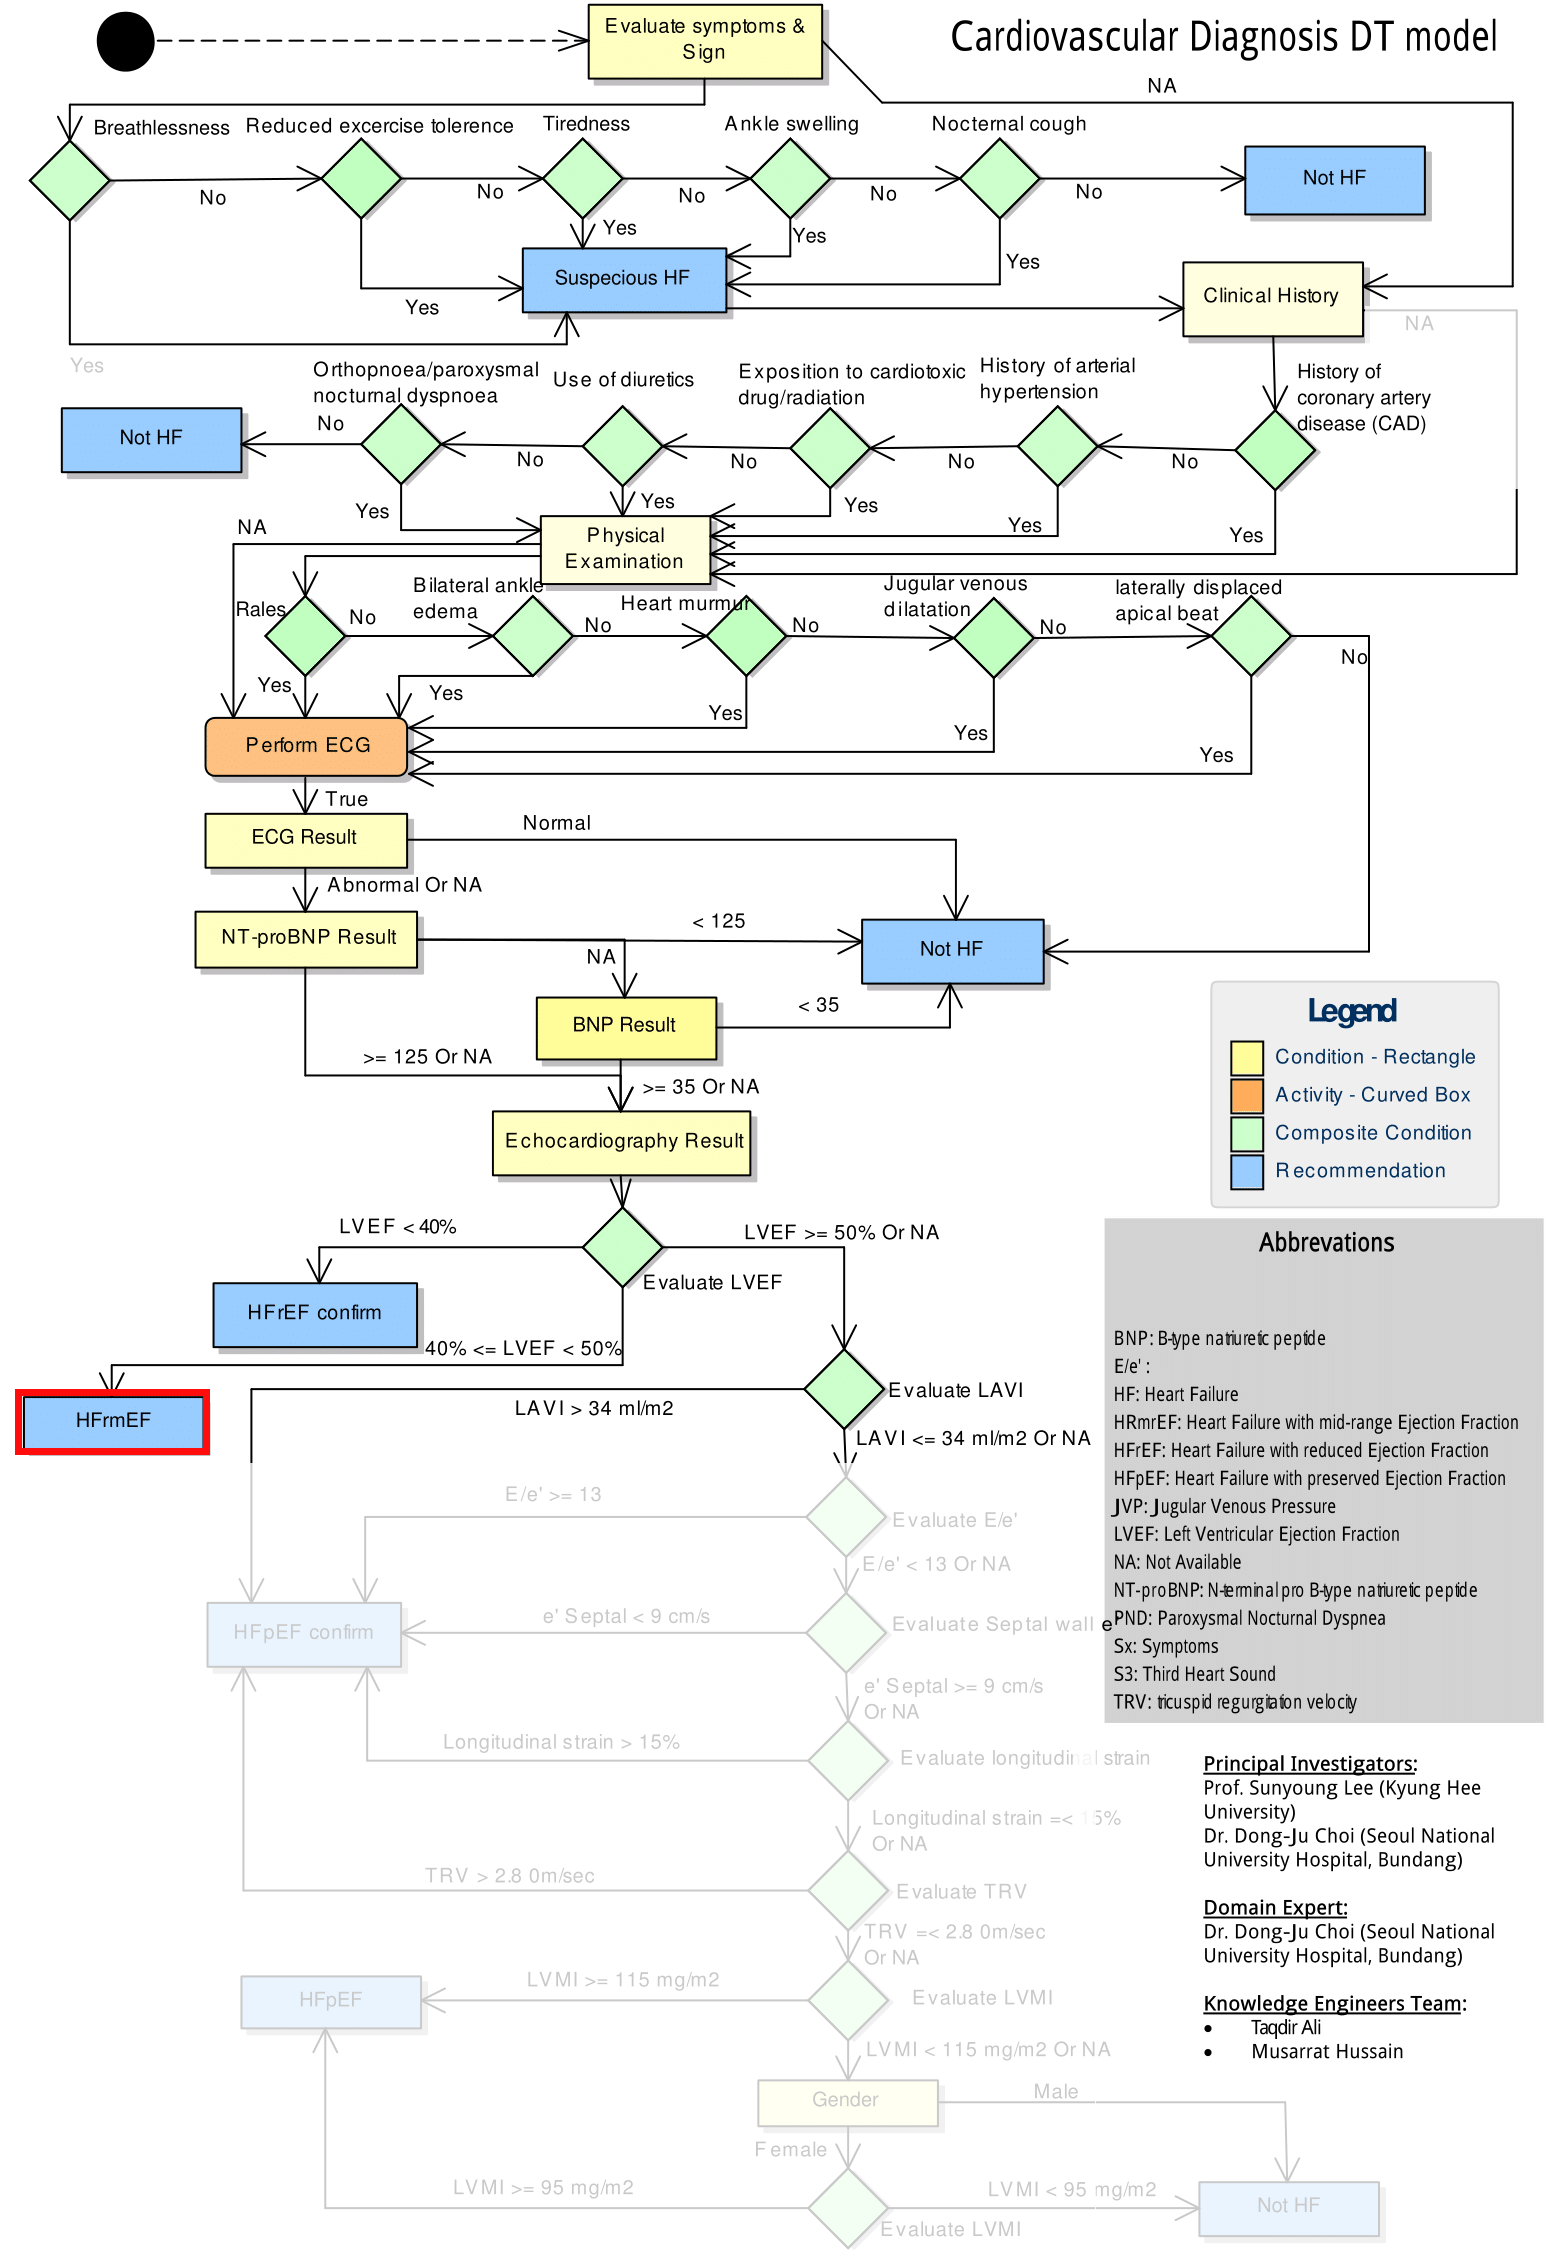 Cardiovascular Diagnosis DT model
Evaluate symptoms &
Sign
NA
Breathlessness
Reduced excercise tolerence
Tiredness
Ankle swelling
Nocternal cough
No
No
No
No
No
Not HF
Yes
Yes
Yes
Yes
Yes
Suspecious HF
Clinical History
NA
Orthopnoea/paroxysmal
nocturnal dyspnoea
Use of diuretics
Exposition to cardiotoxic
drug/radiation
History of arterial
hypertension
History of
coronary artery
disease (CAD)
Not HF
No
No
No
No
No
Yes
Yes
Yes
Yes
Yes
NA
Physical
Examination
Rales
Bilateral ankle
edema
Heart murmur
Jugular venous
dilatation
laterally displaced
apical beat
No
No
No
No
No
Yes
Yes
Yes
Yes
Yes
Perform ECG
True
ECG Result
Normal
Abnormal Or NA
NT-proBNP Result
< 125
NA
Not HF
BNP Result
< 35
>= 125 Or NA
>= 35 Or NA
Legend
Condition - Rectangle
Activity - Curved Box
Composite Condition
Recommendation
Echocardiography Result
LVEF < 40%
LVEF >= 50% Or NA
Evaluate LVEF
HFrEF confirm
40% <= LVEF < 50%
HFrmEF
Evaluate LAVI
LAVI > 34 ml/m2
LAVI <= 34 ml/m2 Or NA
E/e' >= 13
Evaluate E/e'
E/e' < 13 Or NA
HFpEF confirm
e' Septal < 9 cm/s
Evaluate Septal wall e'
e' Septal >= 9 cm/s
Or NA
Longitudinal strain > 15%
Evaluate longitudinal strain
Longitudinal strain =< 15%
Or NA
TRV > 2.8 0m/sec
Evaluate TRV
TRV =< 2.8 0m/sec
Or NA
HFpEF
LVMI >= 115 mg/m2
Evaluate LVMI
LVMI < 115 mg/m2 Or NA
Gender
Male
Female
LVMI >= 95 mg/m2
LVMI < 95 mg/m2
Evaluate LVMI
Not HF
Abbrevations
BNP: B-type natriuretic peptide
E/e' :
HF: Heart Failure
HRmrEF: Heart Failure with mid-range Ejection Fraction
HFrEF: Heart Failure with reduced Ejection Fraction
HFpEF: Heart Failure with preserved Ejection Fraction
JVP: Jugular Venous Pressure
LVEF: Left Ventricular Ejection Fraction
NA: Not Available
NT-proBNP: N-terminal pro B-type natriuretic peptide
PND: Paroxysmal Nocturnal Dyspnea
Sx: Symptoms
S3: Third Heart Sound
TRV: tricuspid regurgitation velocity
Principal Investigators:
Prof. Sunyoung Lee (Kyung Hee
University)
Dr. Dong-Ju Choi (Seoul National
University Hospital, Bundang)
Domain Expert:
Dr. Dong-Ju Choi (Seoul National
University Hospital, Bundang)
Knowledge Engineers Team:
• Taqdir Ali
• Musarrat Hussain